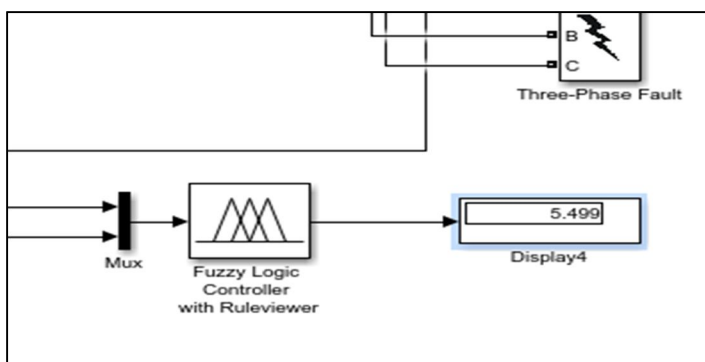 B
C
Three-Phase Fault
5.499
Mux
Fuzzy Logic
Controller
with Ruleviewer
Display4